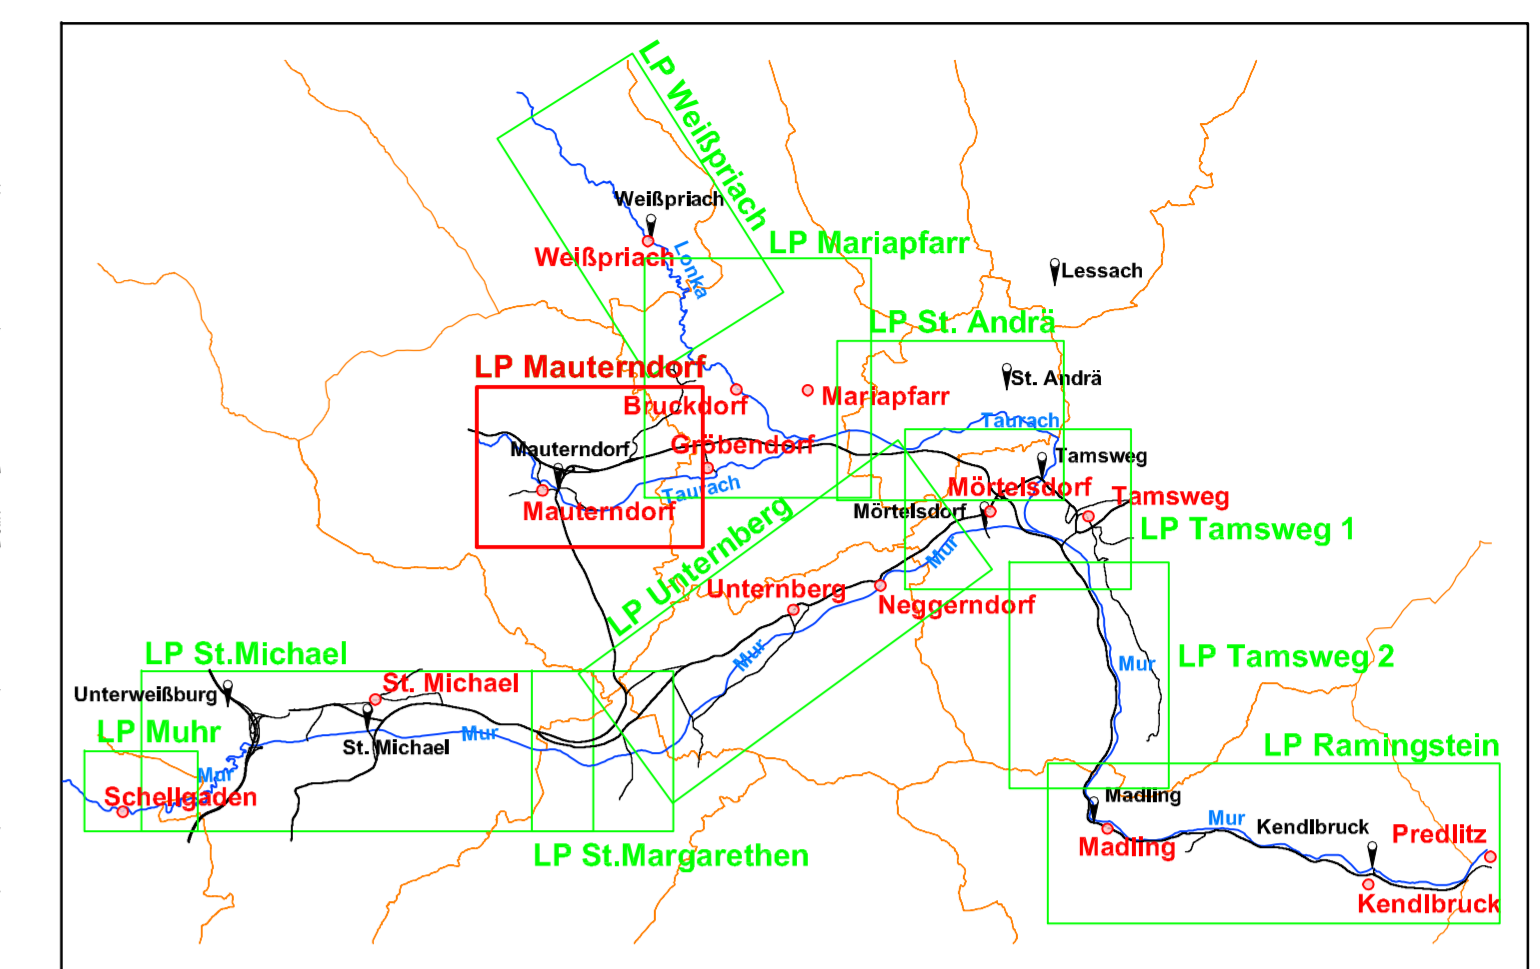 LP Weißpriach
Weißpriach
Weißpriach
Lonka
LP Mariapfarr
Lessach
LP St. Andrä
LP Mauterndorf
St. Andrä
Bruckdorf
Mariapfarr
Taurach
Mauterndorf
Gröbendorf
Tamsweg
Taurach
Mörtelsdorf
Tamsweg
Mauterndorf
Mörtelsdorf
LP Tamsweg 1
Mur
LP Unternberg
Unternberg
Neggerndorf
LP St.Michael
Mur
Mur
LP Tamsweg 2
Unterweißburg
St. Michael
LP Muhr
Mur
St. Michael
LP Ramingstein
Mur
Schellgaden
Madling
Mur
Kendlbruck
Predlitz
Madling
LP St.Margarethen
Kendlbruck